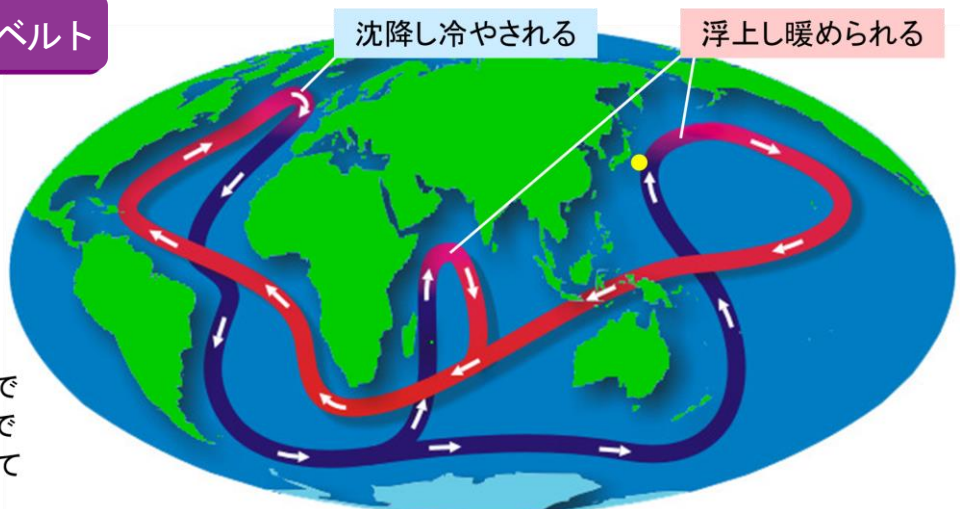 ベルト
沈降し冷やされる
浮上し暖められる
で
で
て